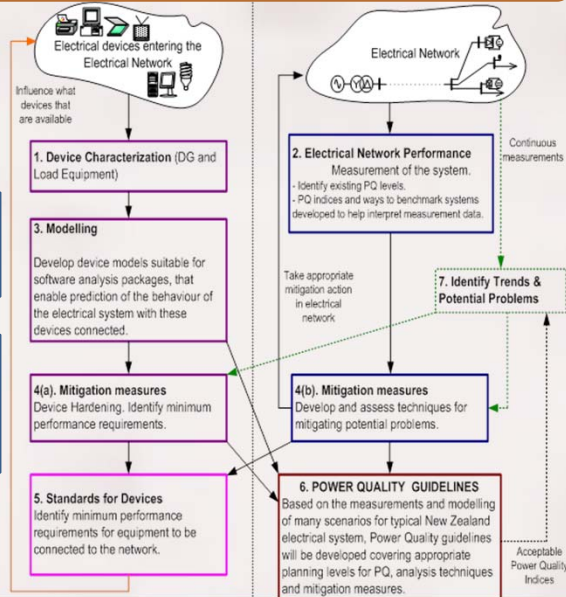 Electrical devices entering the
Electrical Network
Influence what
devices that
are available
1. Device Characterization (DG and
Load Equipment)
3. Modelling
Develop device models suitable for
software analysis packages, that
enable prediction of the behaviour of
the electrical system with these
devices connected.
4(a). Mitigation measures
Device Hardening. Identify minimum
performance requirements.
5. Standards for Devices
Identify minimum performance
requirements for equipment to be
connected to the network.
Electrical Network
2. Electrical Network Performance
Measurement of the system.
- Identify existing PQ levels.
- PQ indices and ways to benchmark systems
developed to help interpret measurement data.
Continuous
measurements
Take appropriate
mitigation action
in electrical
network
7. Identify Trends &
Potential Problems
4(b). Mitigation measures
Develop and assess techniques for
mitigating potential problems.
6. POWER QUALITY GUIDELINES
Based on the measurements and modelling
of many scenarios for typical New Zealand
electrical system, Power Quality guidelines
will be developed covering appropriate
planning levels for PQ, analysis techniques
and mitigation measures.
Acceptable
Power Quality
Indices